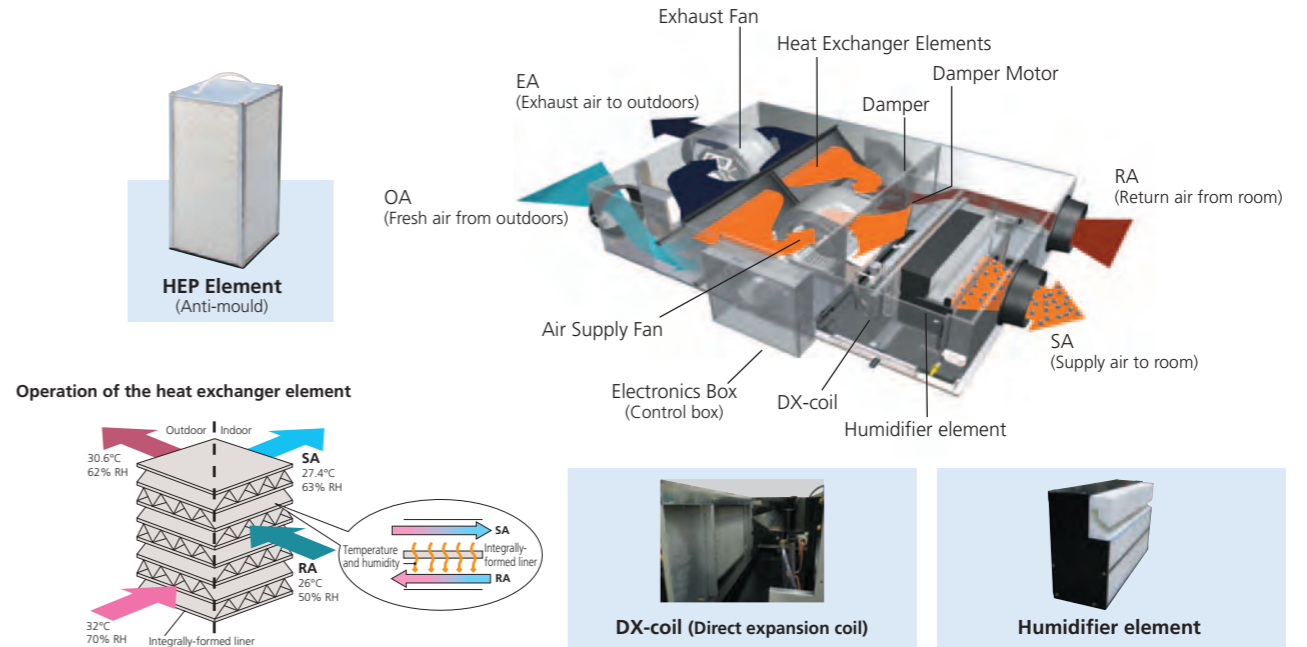 Exhaust Fan
Heat Exchanger Elements
Damper Motor
EA
(Exhaust air to outdoors)
Damper
OA
(Fresh air from outdoors)
RA
(Return air from room)
HEP Element
(Anti-mould)
Air Supply Fan
SA
(Supply air to room)
Electronics Box
(Control box)
DX-coil
Humidifier element
Operation of the heat exchanger element
Outdoor Indoor
30.6°C
62% RH
SA
27.4°C
63% RH
SA
Temperature
and humidity
Integrally-
formed liner
RA
RA
26°C
50% RH
32°C
70% RH
Integrally-formed liner
DX-coil (Direct expansion coil)
Humidifier element